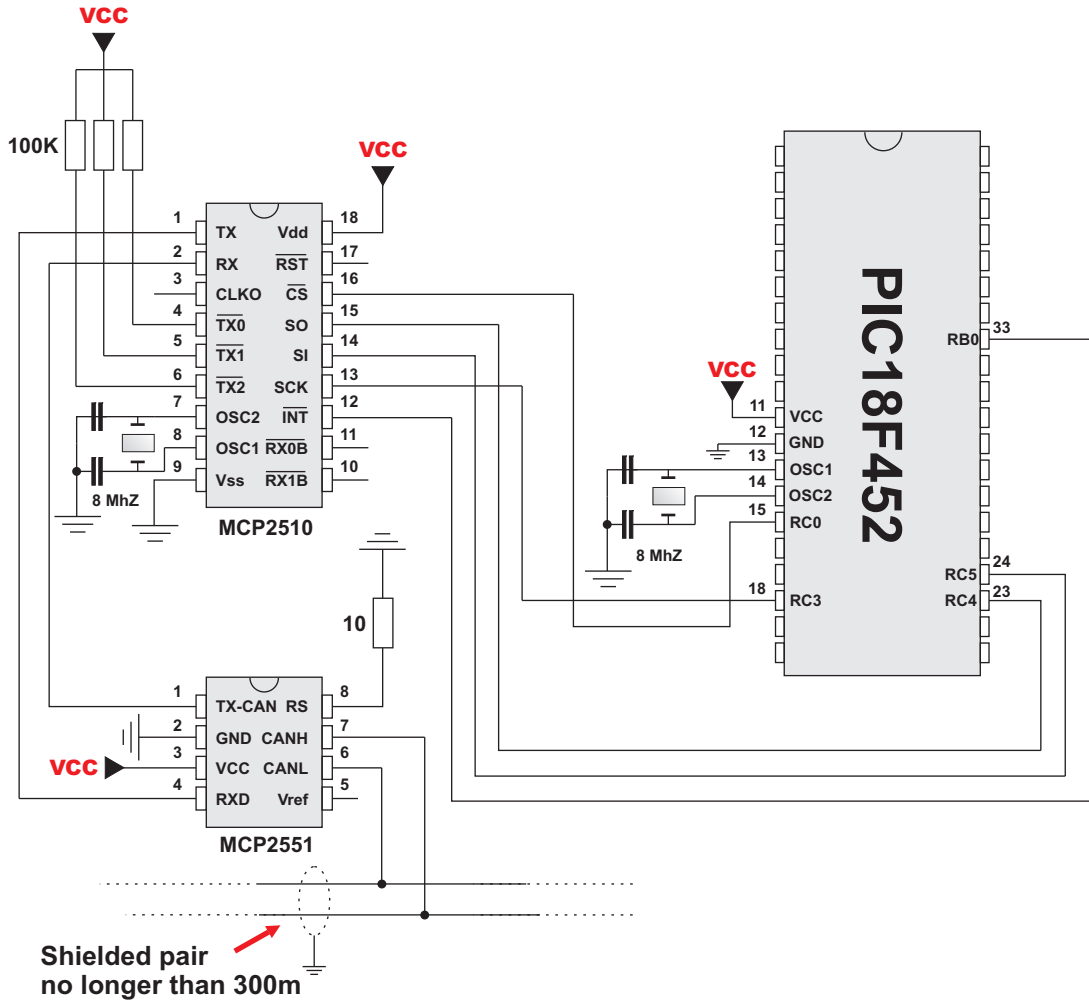 VCC
100K
VCC
1 TX Vdd 18
2 RX RST 17
3 CLKO CS 16
4 TX0 SO 15
5 TX1 SI 14
6 TX2 SCK 13
7 OSC2 INT 12
8 OSC1 RX0B 11
9 Vss RX1B 10
8 MhZ
MCP2510
10
1 TX-CAN RS 8
2 GND CANH 7
3 VCC CANL 6
VCC
4 RXD Vref 5
MCP2551
Shielded pair
no longer than 300m
PIC18F452
RB0 33
VCC
11 VCC
12 GND
13 OSC1
14 OSC2
15 RC0
8 MhZ
RC5 24
18 RC3
RC4 23